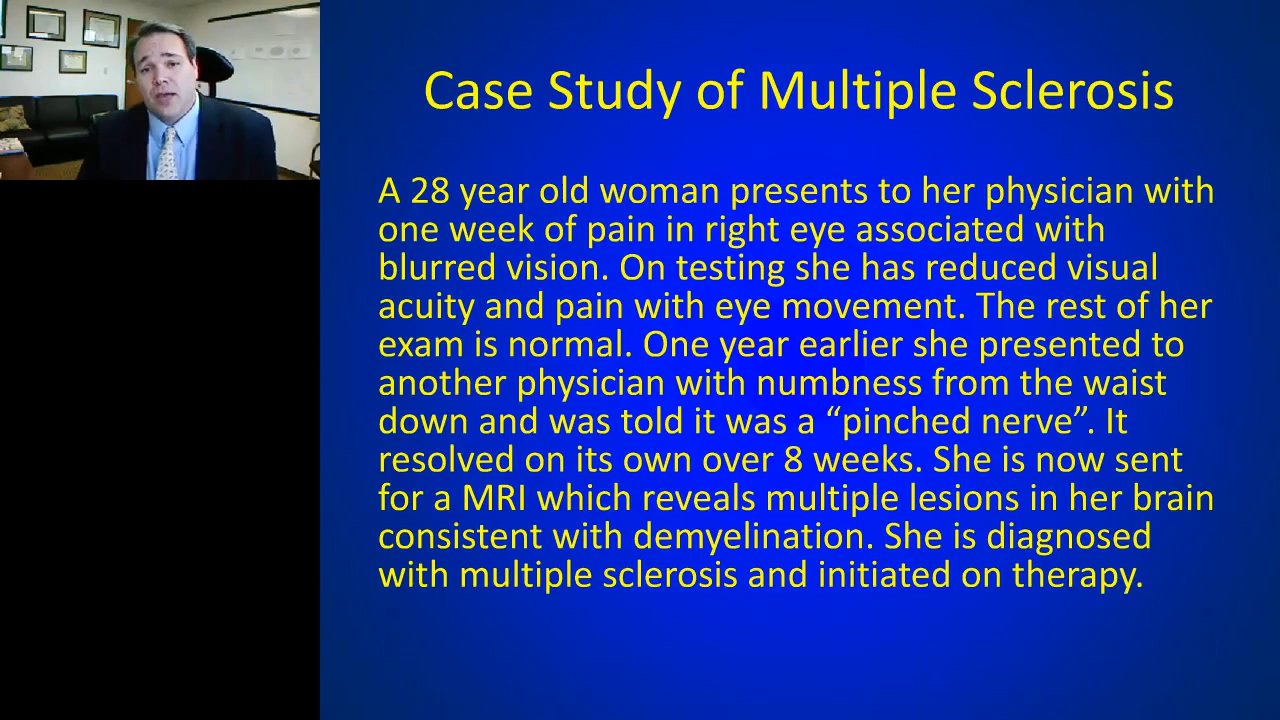 Case Study of Multiple Sclerosis
A 28 year old woman presents to her physician with
one week of pain in right eye associated with
blurred vision. On testing she has reduced visual
acuity and pain with eye movement. The rest of her
exam is normal. One year earlier she presented to
another physician with numbness from the waist
down and was told it was a “pinched nerve”. It
resolved on its own over 8 weeks. She is now sent
for a MRI which reveals multiple lesions in her brain
consistent with demyelination. She is diagnosed
with multiple sclerosis and initiated on therapy.